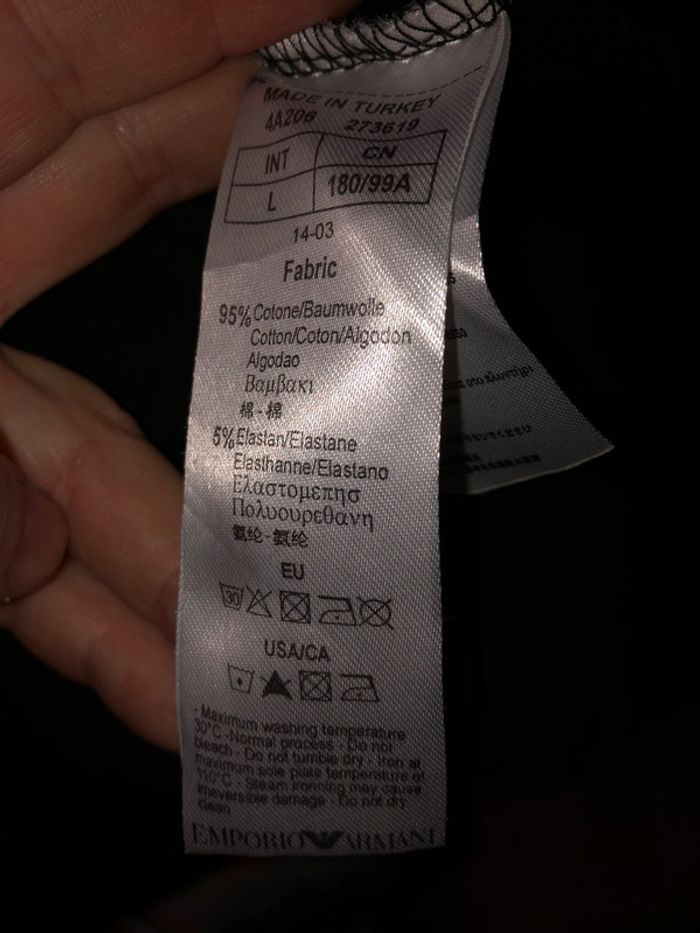 MADE IN TURKEY
4A206 273619
INT CN
L 180/99A
14-03
Fabric
95% Cotone/Baumwolle
Cotton/Coton/Algodon
Algodao
Βαμβακι
棉-棉
5% Elastan/Elastane
Elasthanne/Elastano
Ελαστομεπησ
Πολυουρεθανη
氨纶-氨纶
EU
30
USA/CA
- Maximum washing temperature
30°C -Normal process - Do not
bleach - Do not tumble dry - Iron at
maximum sole plate temperature of
110°C - Steam ironning may cause
irreversible damage - Do not dry
clean
EMPORIO ARMANI